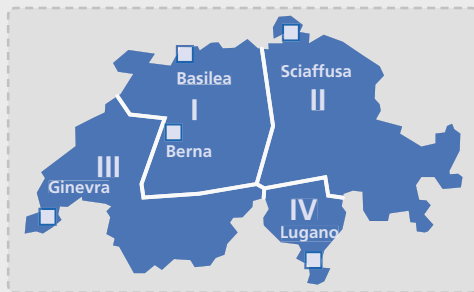 Basilea
Sciaffusa
I
II
Berna
III
Ginevra
IV
Lugano